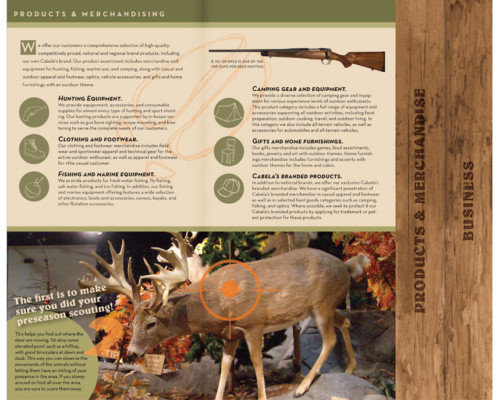 PRODUCTS & MERCHANDISING
We offer our customers a comprehensive selection of high-quality,
competitively priced, national and regional brand products, including
our own Cabela's brand. Our product assortment includes merchandise and
equipment for hunting, fishing, marine use, and camping, along with casual and
outdoor apparel and footwear, optics, vehicle accessories, and gifts and home
furnishings with an outdoor theme.
HUNTING EQUIPMENT.
We provide equipment, accessories, and consumable
supplies for almost every type of hunting and sport shoot-
ing. Our hunting products are supported by in-house ser-
vices such as gun bore sighting, scope mounting, and bow
tuning to serve the complete needs of our customers.
CLOTHING AND FOOTWEAR.
Our clothing and footwear merchandise includes field
wear and sportswear apparel and technical gear for the
active outdoor enthusiast, as well as apparel and footwear
for the casual customer.
FISHING AND MARINE EQUIPMENT.
We provide products for fresh water fishing, fly fishing,
salt water fishing, and ice-fishing. In addition, our fishing
and marine equipment offering features a wide selection
of electronics, boats and accessories, canoes, kayaks, and
other flotation accessories.
A .30-.06 RIFLE IS ONE OF THE
TOP GUNS FOR DEER HUNTING.
CAMPING GEAR AND EQUIPMENT.
We provide a diverse selection of camping gear and equip-
ment for various experience levels of outdoor enthusiasts.
This product category includes a full range of equipment and
accessories supporting all outdoor activities, including food
preparation, outdoor cooking, travel, and outdoor living. In
this category we also include all-terrain vehicles, as well as
accessories for automobiles and all-terrain vehicles.
GIFTS AND HOME FURNISHINGS.
Our gifts merchandise includes games, food assortments,
books, jewelry, and art with outdoor themes. Home furnish-
ings merchandise includes furnishings and accents with
outdoor themes for the home and cabin.
CABELA'S BRANDED PRODUCTS.
In addition to national brands, we offer our exclusive Cabela's
branded merchandise. We have a significant penetration of
Cabela's branded merchandise in casual apparel and footwear
as well as in selected hard goods categories such as camping,
fishing, and optics. Where possible, we seek to protect 8 our
Cabela's branded products by applying for trademark or pat-
ent protection for these products.
The first is to make
sure you did your
preseason scouting!
This helps you find out where the
deer are moving. Sit atop some
elevated point such as a hilltop,
with good binoculars at dawn and
dusk. This way you can observe the
movements of the animals without
letting them have an inkling of your
presence in the area. If you stomp
around on foot all over the area,
you are sure to scare them away.
PRODUCTS & MERCHANDISE
BUSINESS